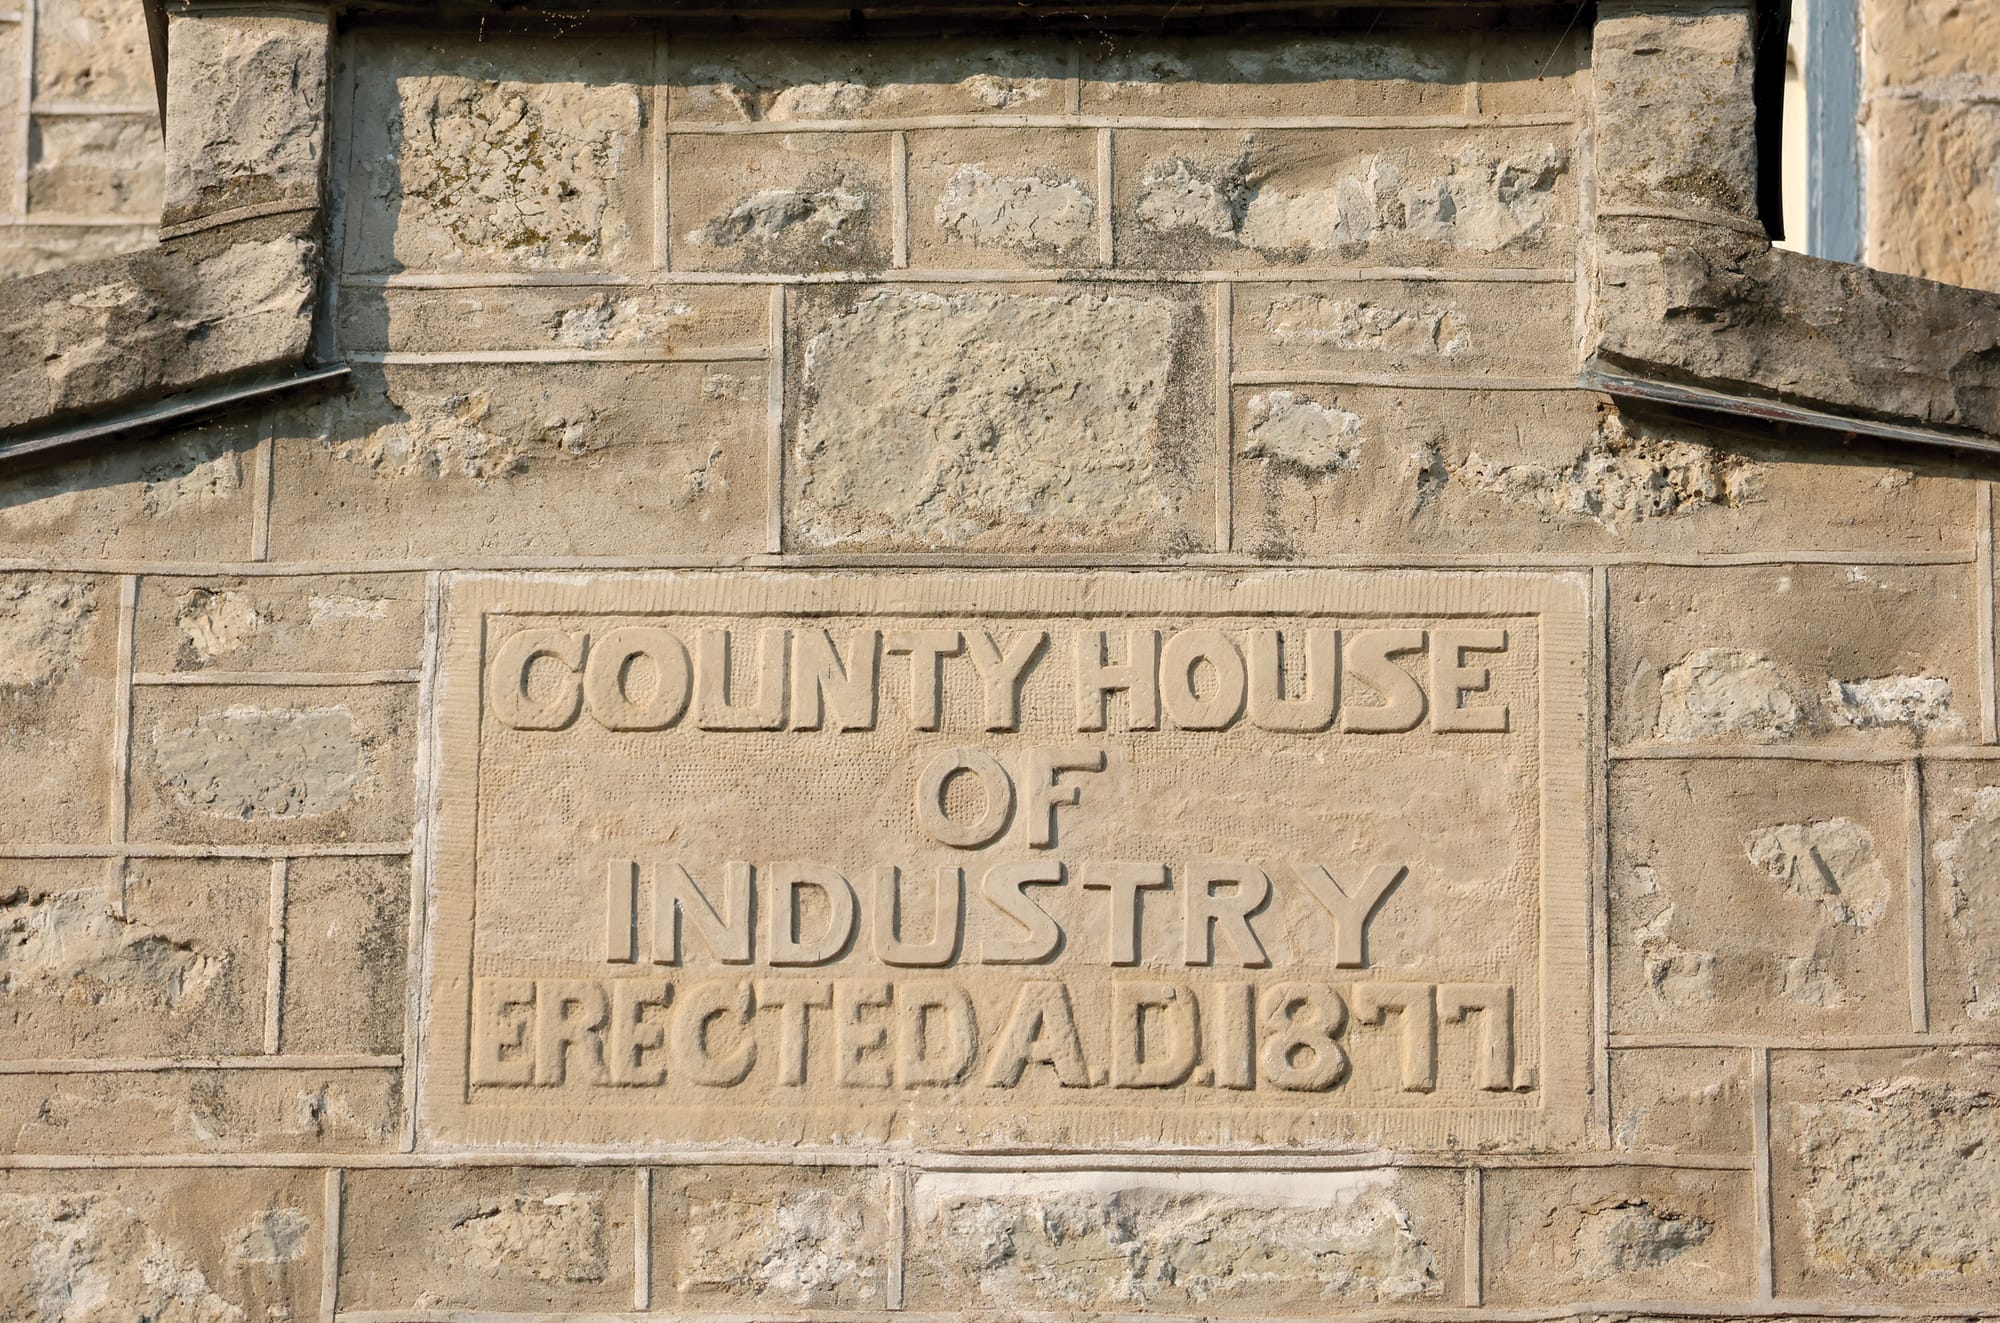 COUNTY HOUSE
OF
INDUSTRY
ERECTED A.D. 1877.